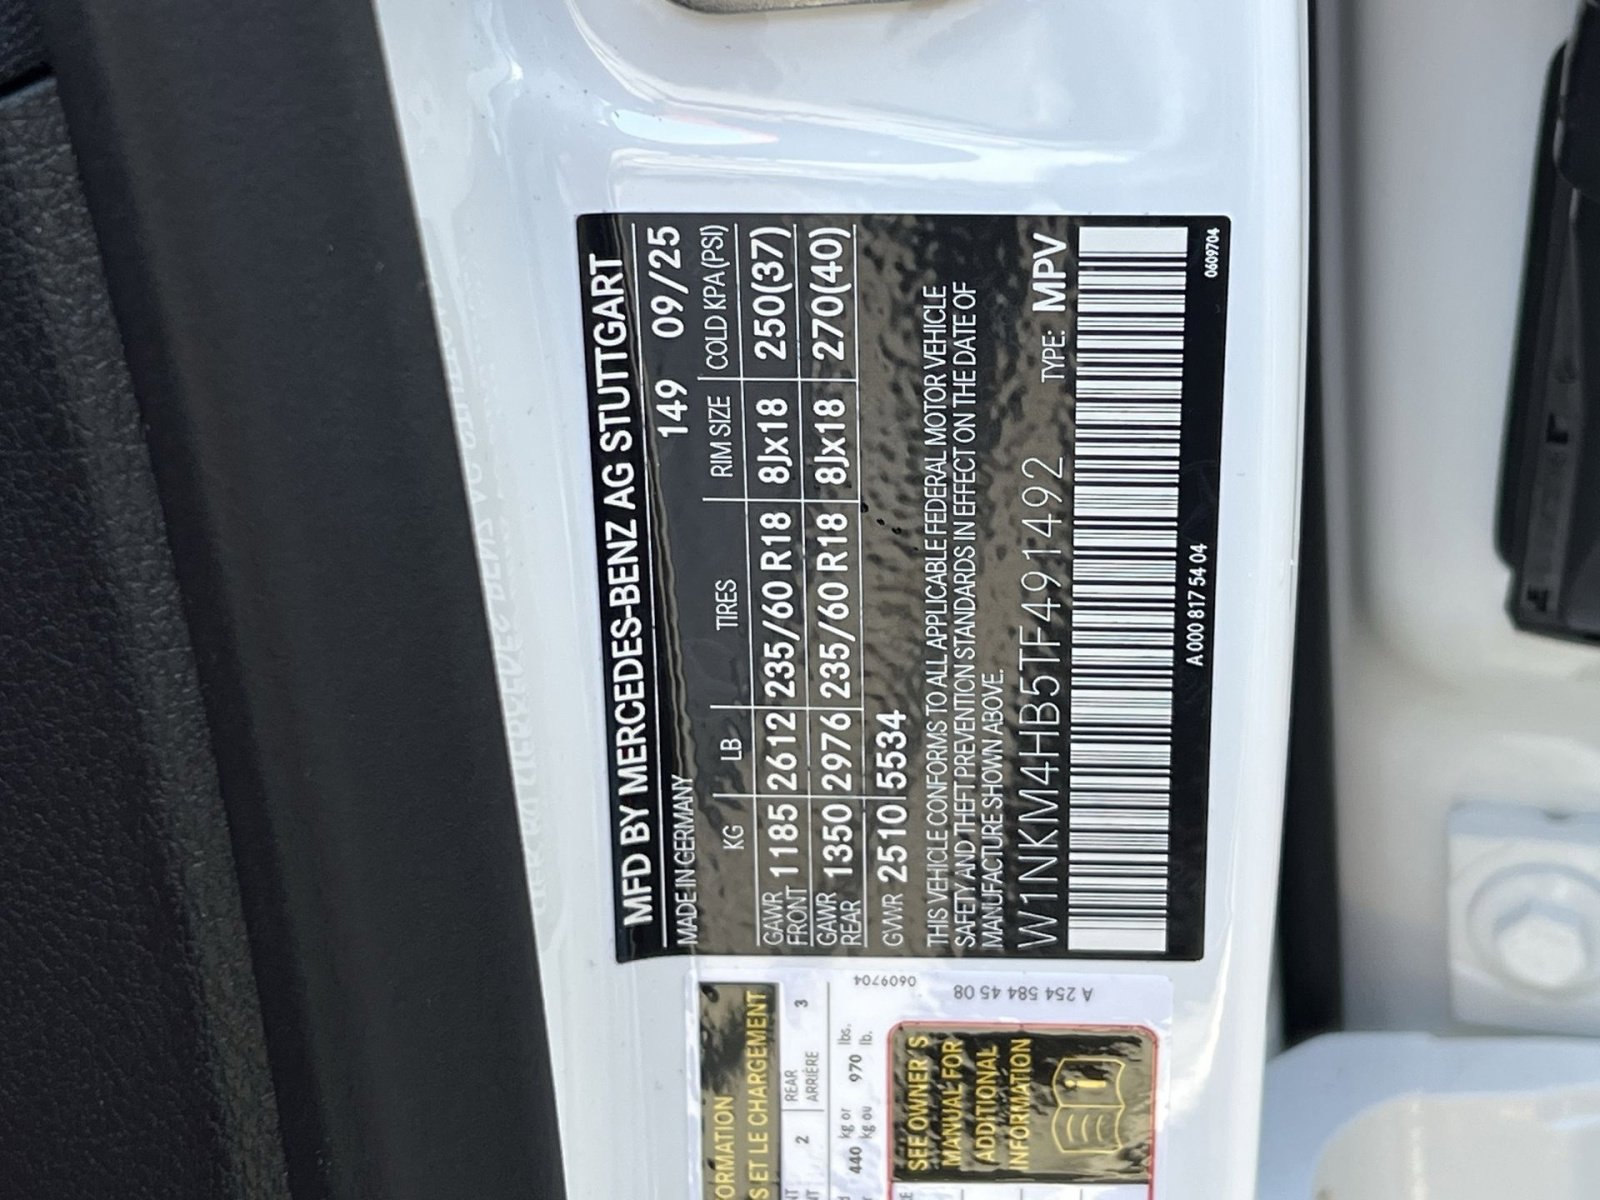 MFD BY MERCEDES-BENZ AG STUTTGART
MADE IN GERMANY 149 09/25
KG LB TIRES RIM SIZE COLD KPA (PSI)
GAWR FRONT 1185 2612 235/60 R18 8Jx18 250(37)
GAWR REAR 1350 2976 235/60 R18 8Jx18 270(40)
GVWR 2510 5534
THIS VEHICLE CONFORMS TO ALL APPLICABLE FEDERAL MOTOR VEHICLE
SAFETY AND THEFT PREVENTION STANDARDS IN EFFECT ON THE DATE OF
MANUFACTURE SHOWN ABOVE.
W1NKM4HB5TF491492 TYPE: MPV
A 000 817 54 04
0609704
ET LE CHARGEMENT
2 REAR 3
ARRIÈRE
440 kg or 970 lbs.
kg ou lb.
0609704
A 254 584 45 08
SEE OWNER'S
MANUAL FOR
ADDITIONAL
INFORMATION